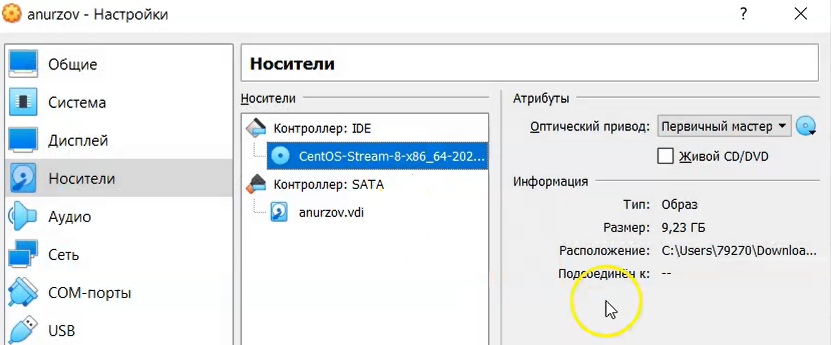 anurzov - Настройки
?
Общие
Система
Дисплей
Носители
Аудио
Сеть
COM-порты
USB
Носители
Носители
Контроллер: IDE
CentOS-Stream-8-x86_64-202...
Контроллер: SATA
anurzov.vdi
Атрибуты
Оптический привод: Первичный мастер
Живой CD/DVD
Информация
Тип: Образ
Размер: 9,23 ГБ
Расположение: C:\Users\79270\Downloa...
Подсоединён к: --